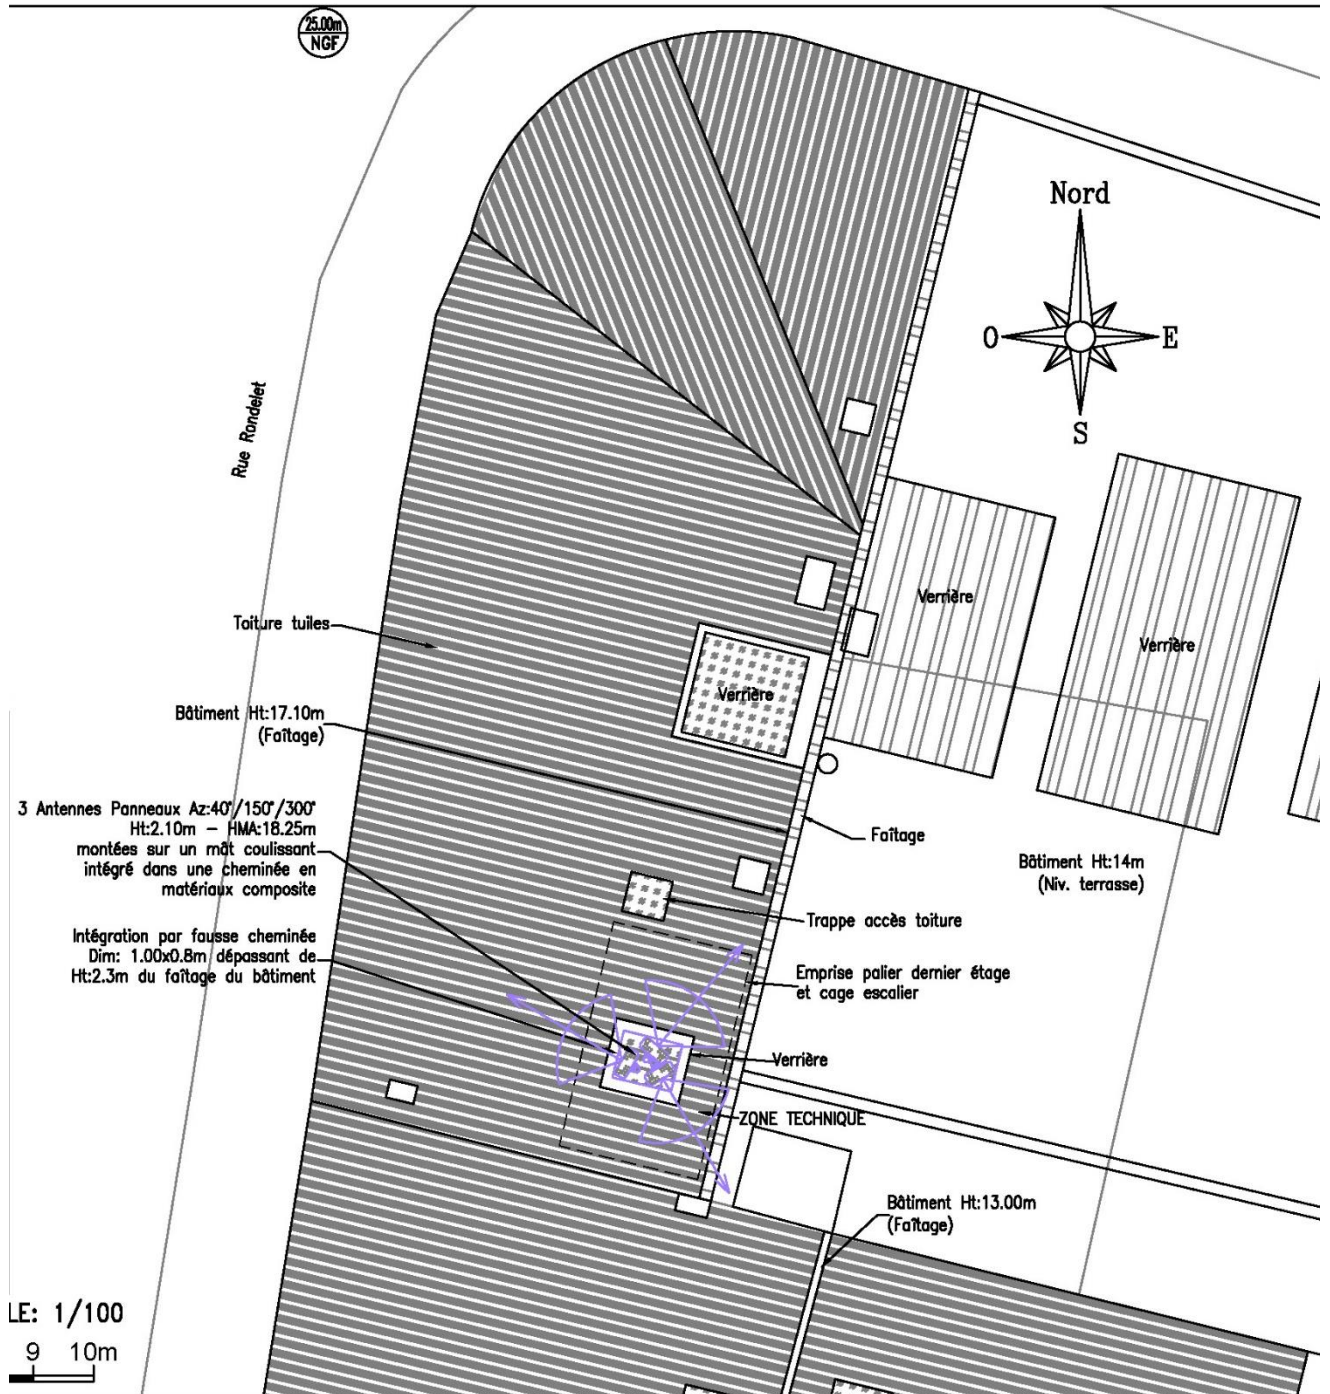 25.00m
NGF
Nord
O
E
S
Rue Rondelet
Toiture tuiles
Verrière
Verrière
Verrière
Bâtiment Ht:17.10m
(Faîtage)
3 Antennes Panneaux Az:40°/150°/300°
Ht:2.10m – HMA:18.25m
montées sur un mât coulissant
intégré dans une cheminée en
matériaux composite
Faîtage
Bâtiment Ht:14m
(Niv. terrasse)
Trappe accès toiture
Intégration par fausse cheminée
Dim: 1.00x0.8m dépassant de
Ht:2.3m du faîtage du bâtiment
Emprise palier dernier étage
et cage escalier
Verrière
ZONE TECHNIQUE
Bâtiment Ht:13.00m
(Faîtage)
LE: 1/100
9 10m